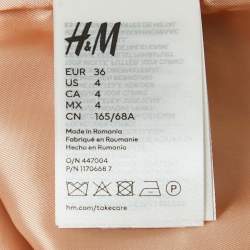 H&M
EUR 36
US 4
CA 4
MX 4
CN 165/68A
Made in Romania
Fabriqué en Roumanie
Hecho en Rumania
O/N 447004
P/N 1170668 7
P
hm.com/takecare